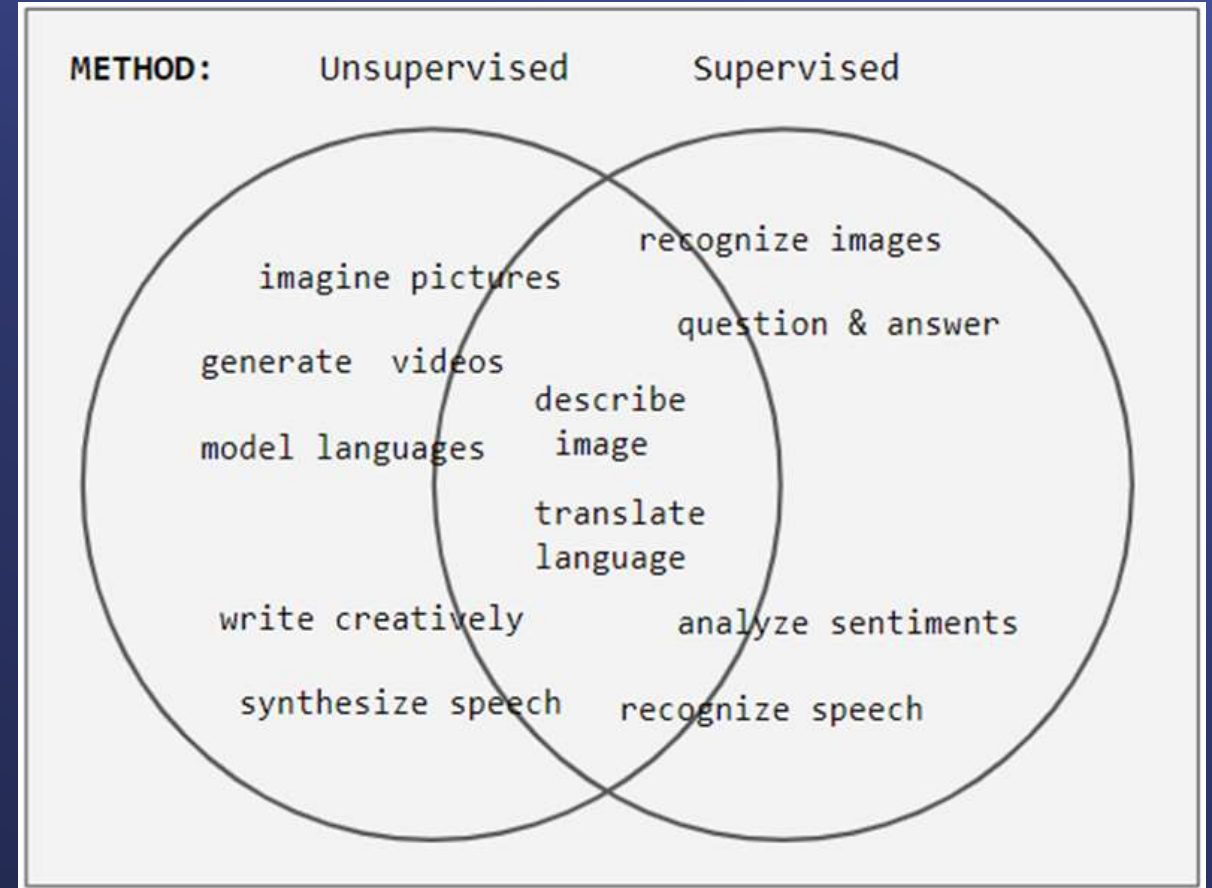 METHOD: Unsupervised Supervised
recognize images
imagine pictures
question & answer
generate videos
describe
image
model languages
translate
language
write creatively
analyze sentiments
synthesize speech
recognize speech